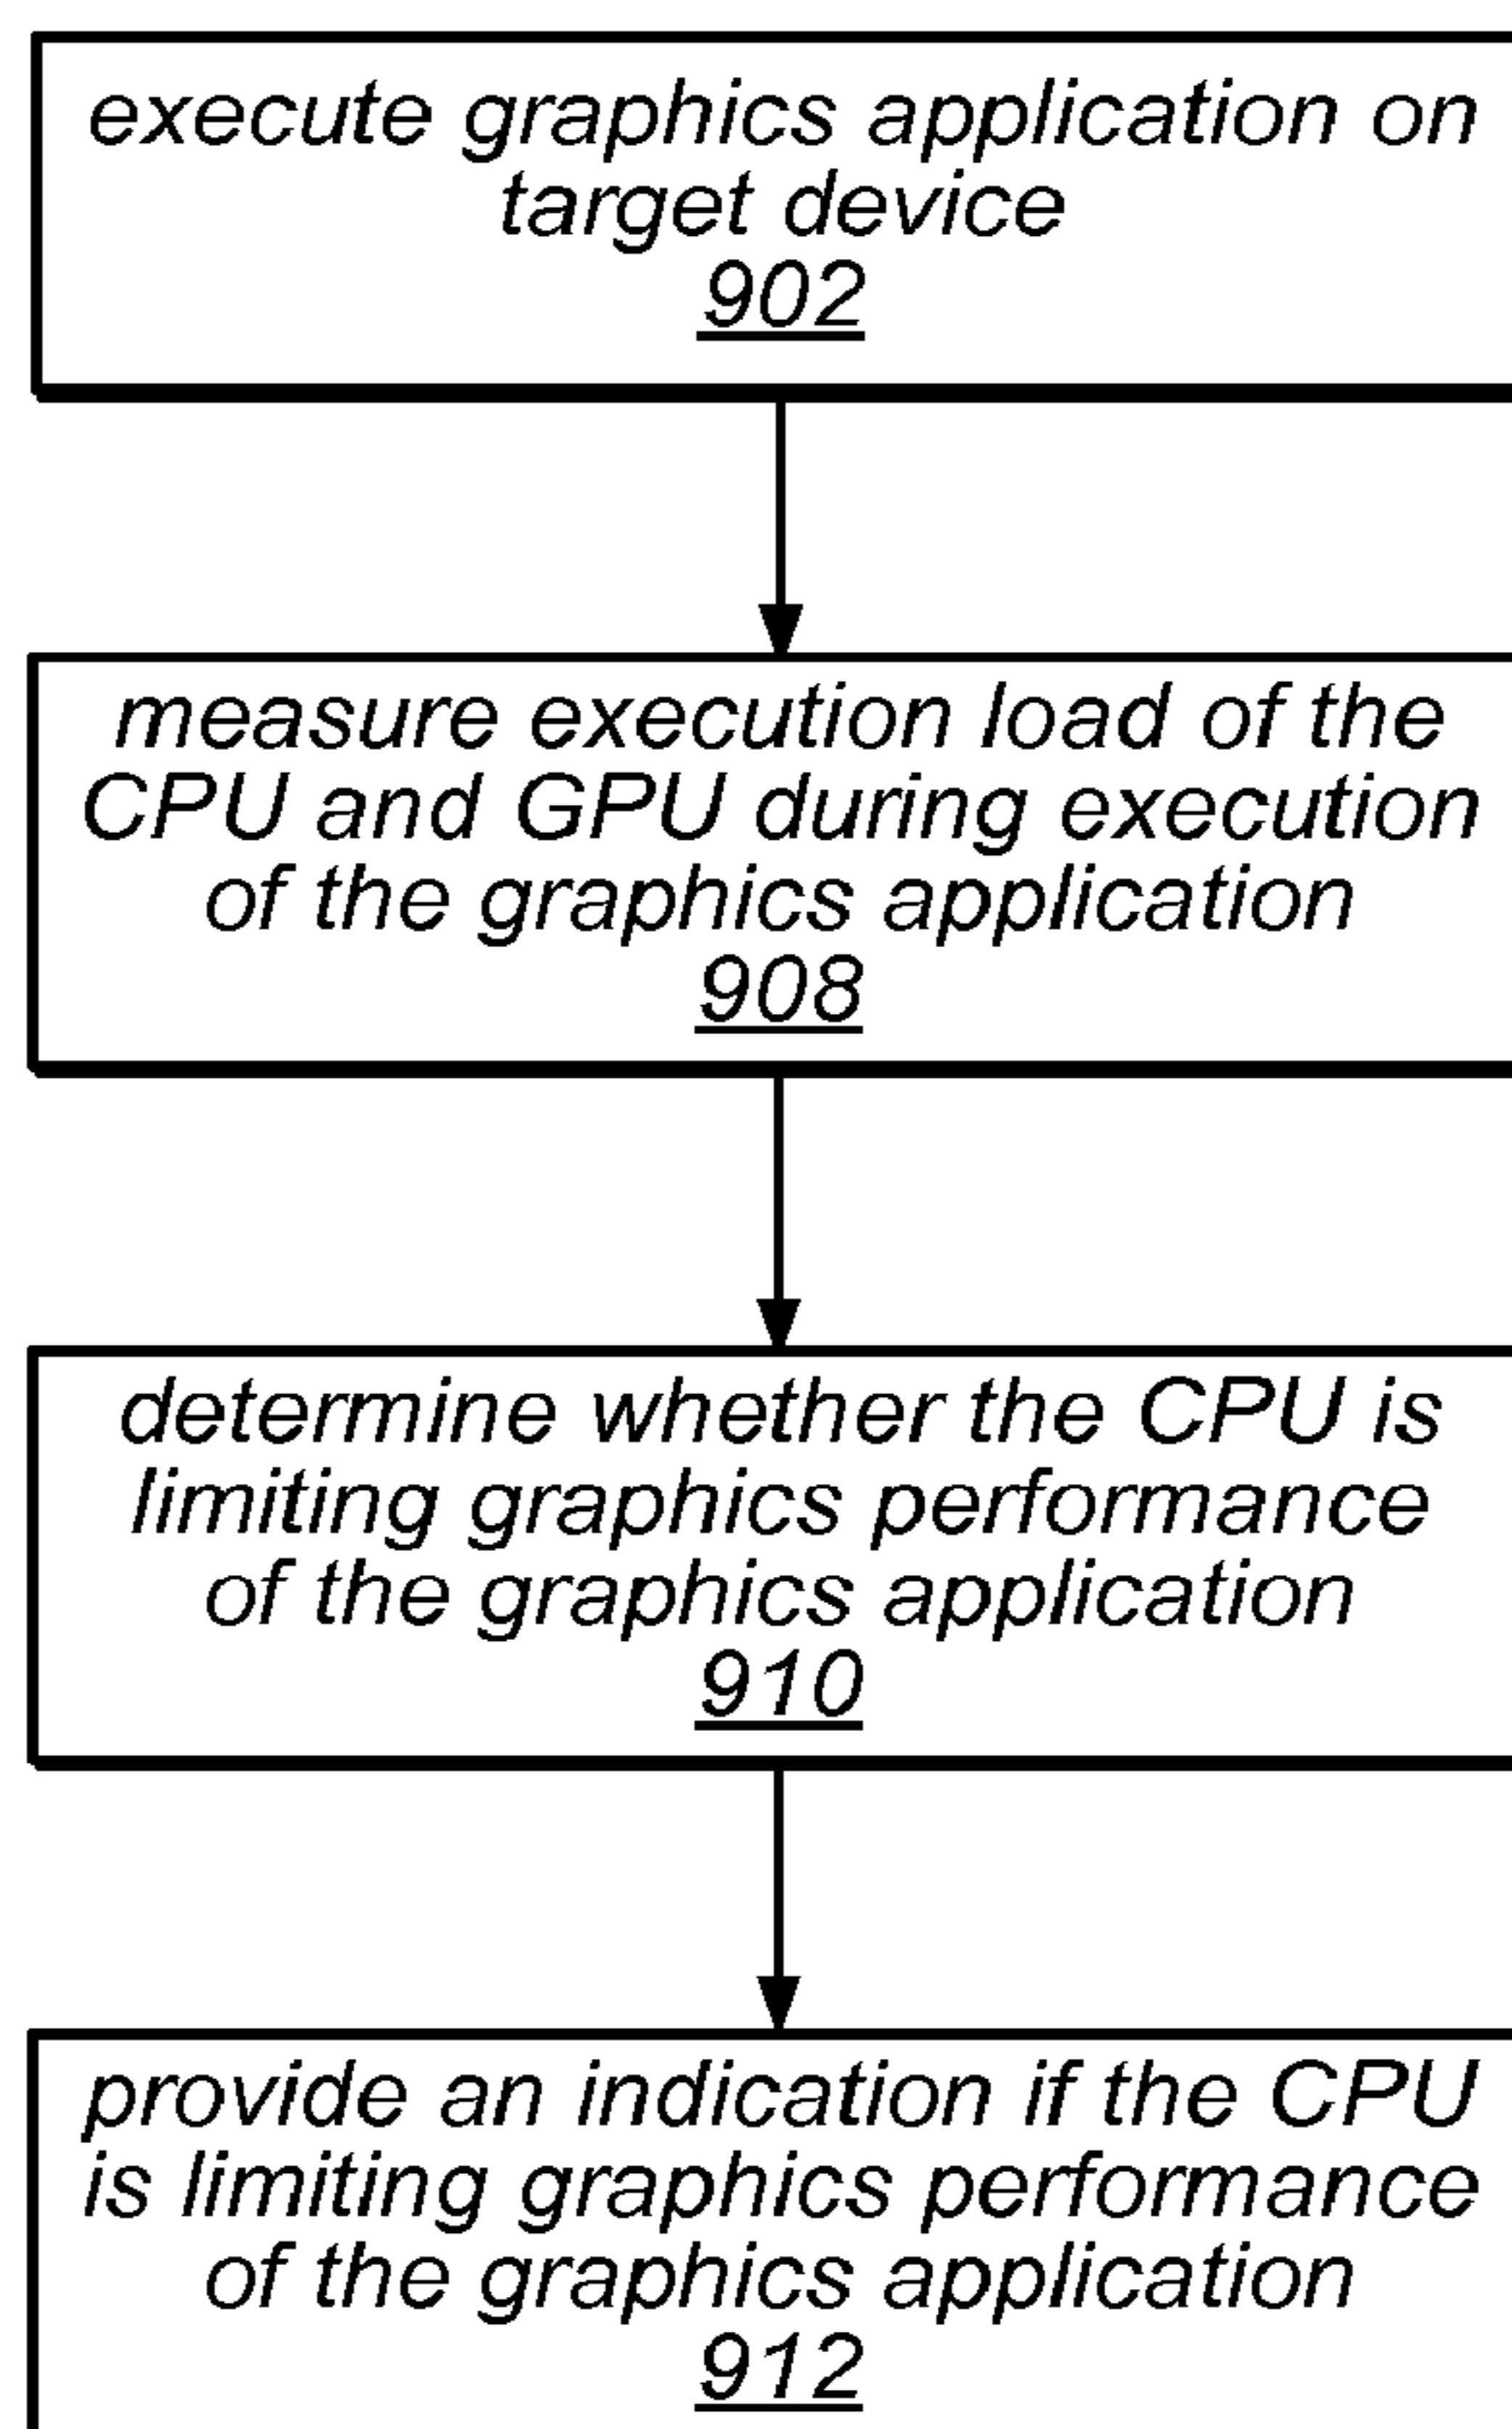 execute graphics application on
target device
902
measure execution load of the
CPU and GPU during execution
of the graphics application
908
determine whether the CPU is
limiting graphics performance
of the graphics application
910
provide an indication if the CPU
is limiting graphics performance
of the graphics application
912